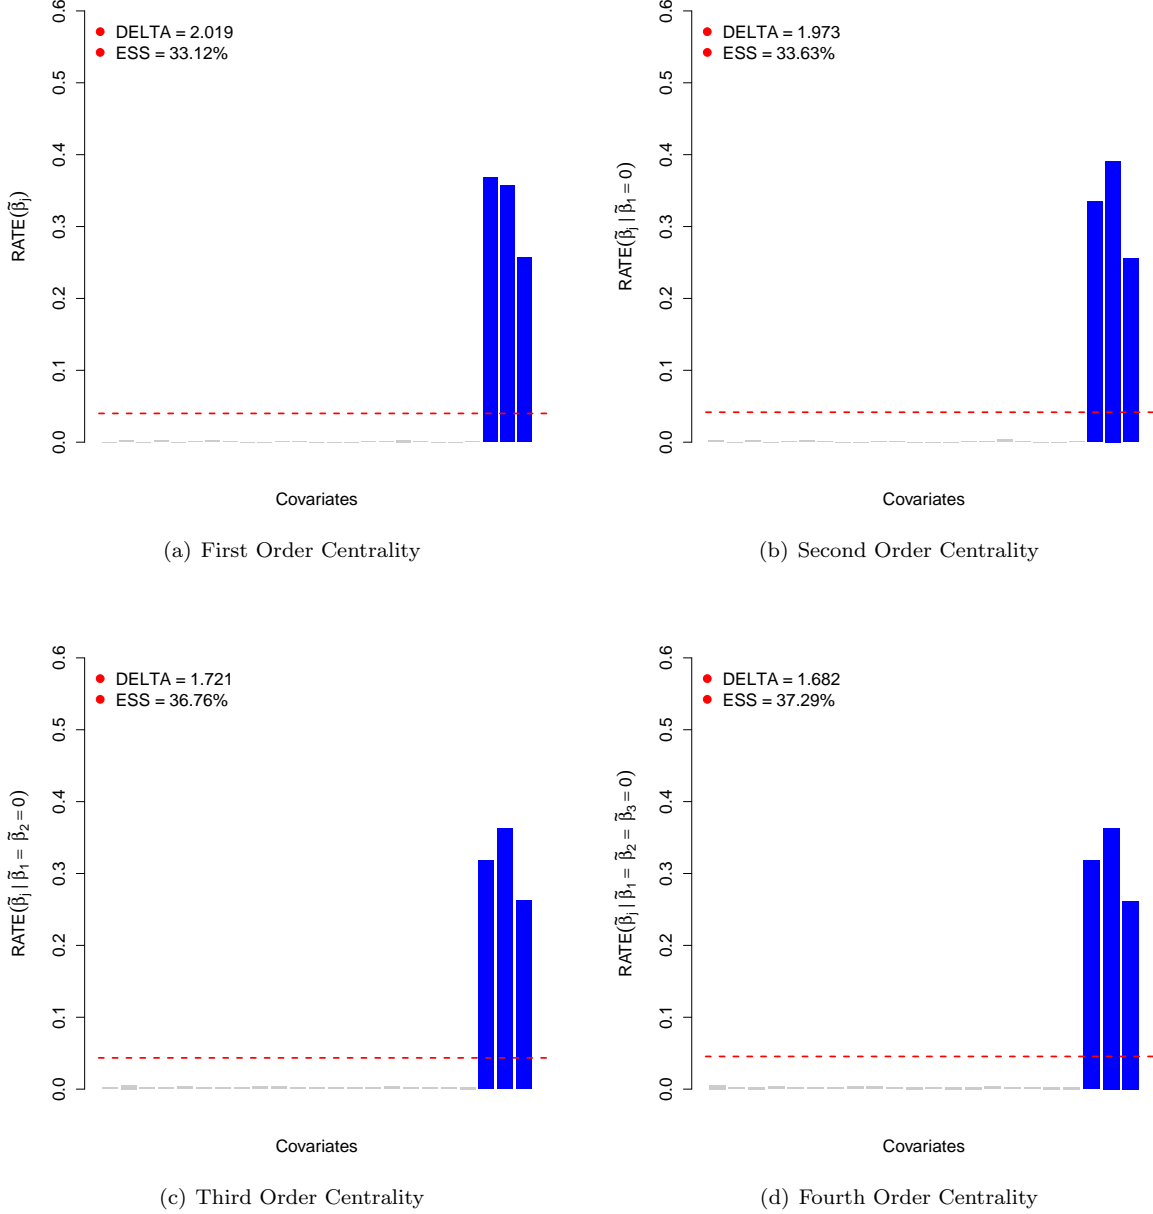 0.0 0.1 0.2 0.3 0.4 0.5 0.6
RATE(β̃ⱼ)
DELTA = 2.019
ESS = 33.12%
Covariates
(a) First Order Centrality
0.0 0.1 0.2 0.3 0.4 0.5 0.6
RATE(β̃ⱼ | β̃₁ = 0)
DELTA = 1.973
ESS = 33.63%
Covariates
(b) Second Order Centrality
0.0 0.1 0.2 0.3 0.4 0.5 0.6
RATE(β̃ⱼ | β̃₁ = β̃₂ = 0)
DELTA = 1.721
ESS = 36.76%
Covariates
(c) Third Order Centrality
0.0 0.1 0.2 0.3 0.4 0.5 0.6
RATE(β̃ⱼ | β̃₁ = β̃₂ = β̃₃ = 0)
DELTA = 1.682
ESS = 37.29%
Covariates
(d) Fourth Order Centrality